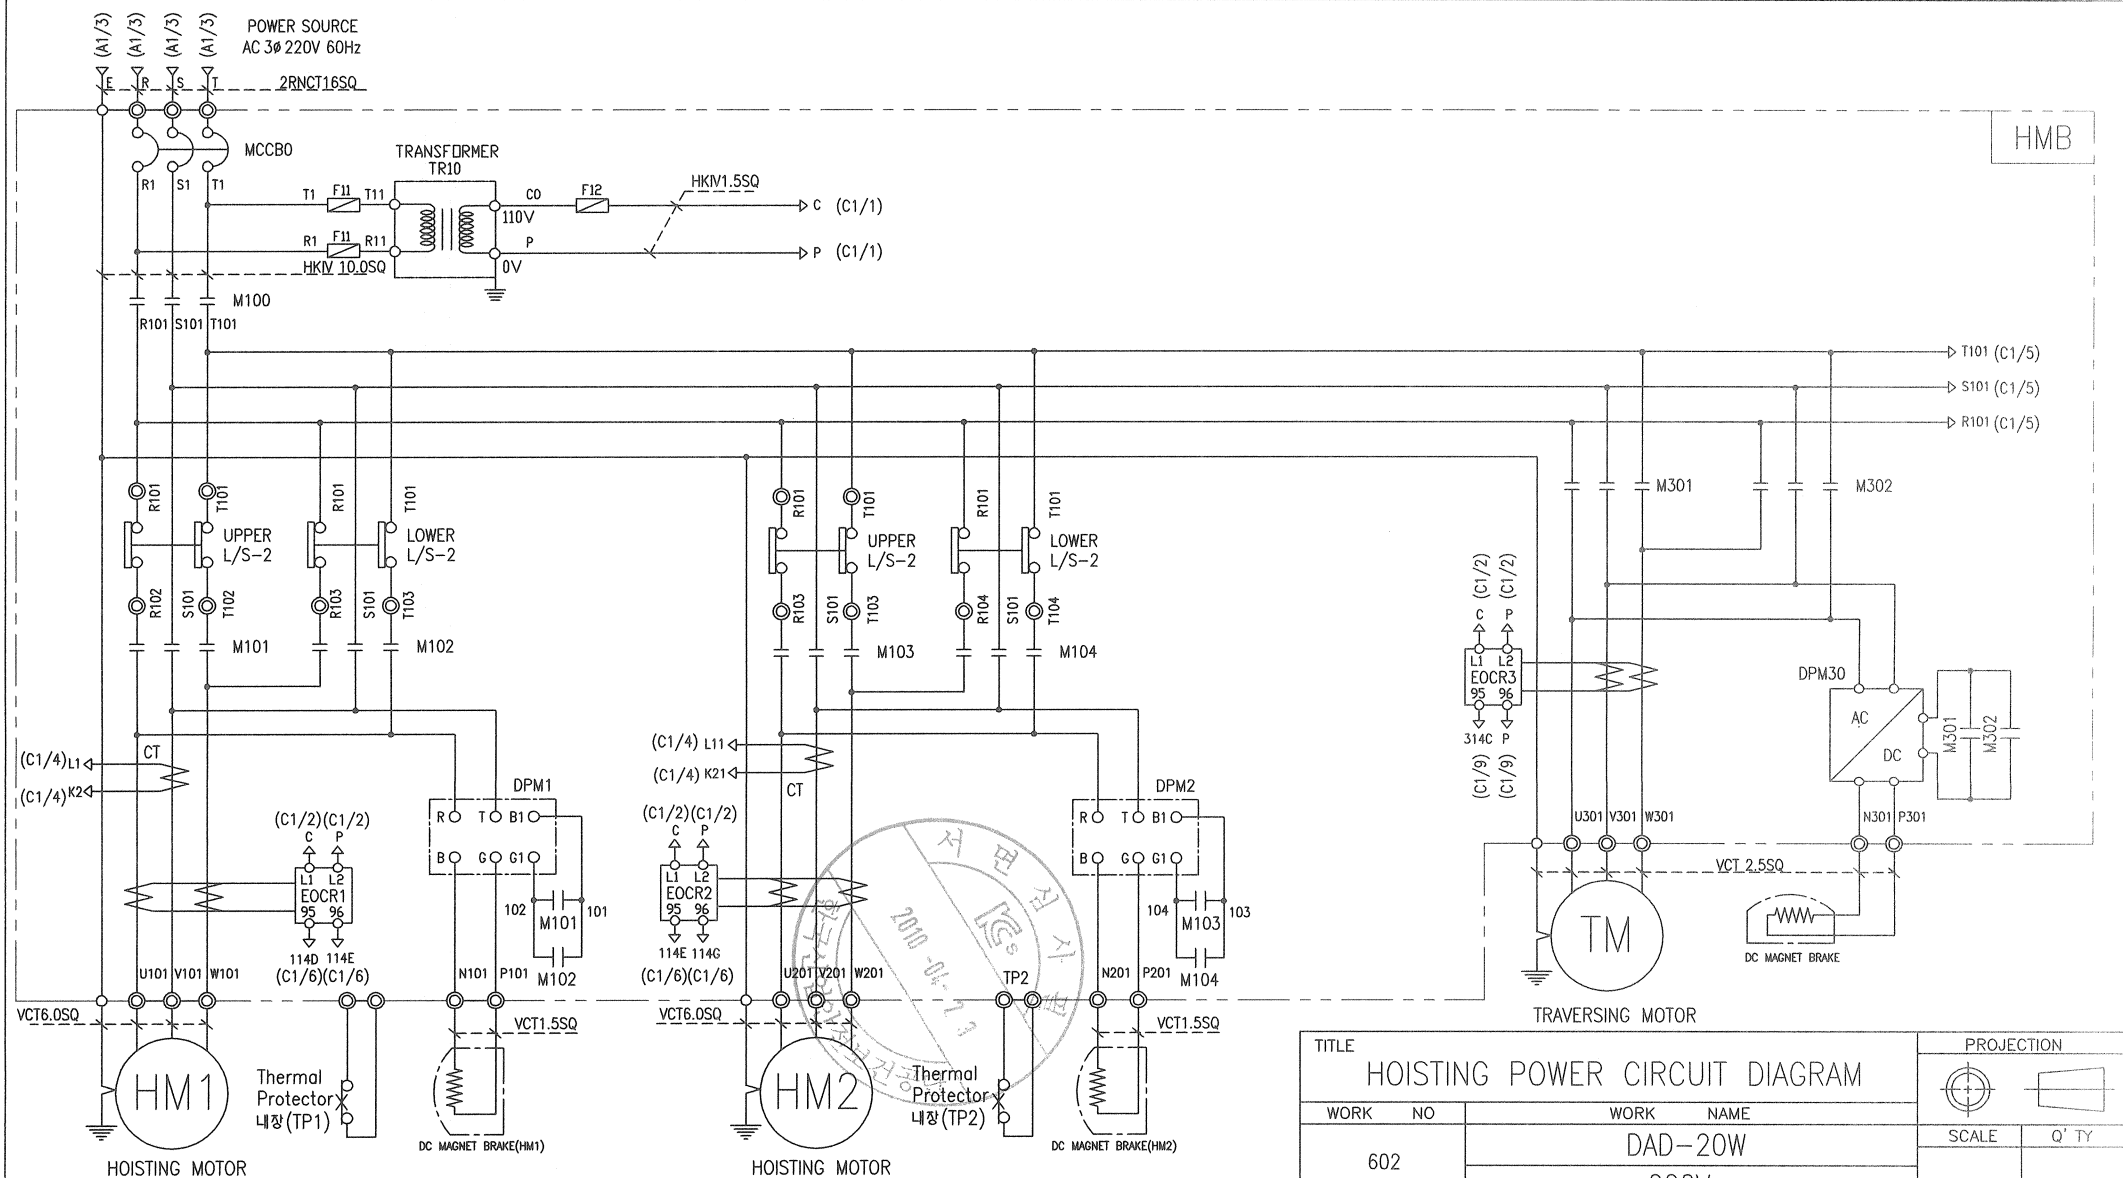 (A1/3) (A1/3) (A1/3) (A1/3)
POWER SOURCE
AC 3ø 220V 60Hz
E R S T
2RNCT16SQ
HMB
MCCB0
R1 S1 T1
TRANSFORMER
TR10
T1 F11 T11
C0 F12
110V
HKIV1.5SQ
C (C1/1)
R1 F11 R11
P
0V
P (C1/1)
HKIV 10.0SQ
M100
R101 S101 T101
T101 (C1/5)
S101 (C1/5)
R101 (C1/5)
R101 T101 R101 T101
UPPER
L/S-2
LOWER
L/S-2
R102 S101 T102 R103 S101 T103
M101
M102
R101 T101 R101 T101
UPPER
L/S-2
LOWER
L/S-2
R103 S101 T103 R104 S101 T104
M103
M104
M301
M302
(C1/2) (C1/2)
C P
L1 L2
EOCR3
95 96
314C P
(C1/9) (C1/9)
DPM30
AC
DC
M301
M302
(C1/4) L1
(C1/4) K2
CT
(C1/2)(C1/2)
C P
L1 L2
EOCR1
95 96
114D 114E
(C1/6)(C1/6)
DPM1
R T B1
B G G1
102 101
M101
M102
(C1/4) L11
(C1/4) K21
CT
(C1/2)(C1/2)
C P
L1 L2
EOCR2
95 96
114E 114G
(C1/6)(C1/6)
DPM2
R T B1
B G G1
104 103
M103
M104
U101 V101 W101
N101 P101
U201 V201 W201
TP2
N201 P201
U301 V301 W301
N301 P301
VCT6.0SQ
VCT1.5SQ
VCT6.0SQ
VCT1.5SQ
VCT 2.5SQ
HM1
Thermal
Protector
내장(TP1)
DC MAGNET BRAKE(HM1)
HOISTING MOTOR
HM2
Thermal
Protector
내장(TP2)
DC MAGNET BRAKE(HM2)
HOISTING MOTOR
TM
DC MAGNET BRAKE
TRAVERSING MOTOR
서면심사필
2010 -04-
TITLE
HOISTING POWER CIRCUIT DIAGRAM
PROJECTION
WORK NO
WORK NAME
602
DAD-20W
SCALE
Q' TY